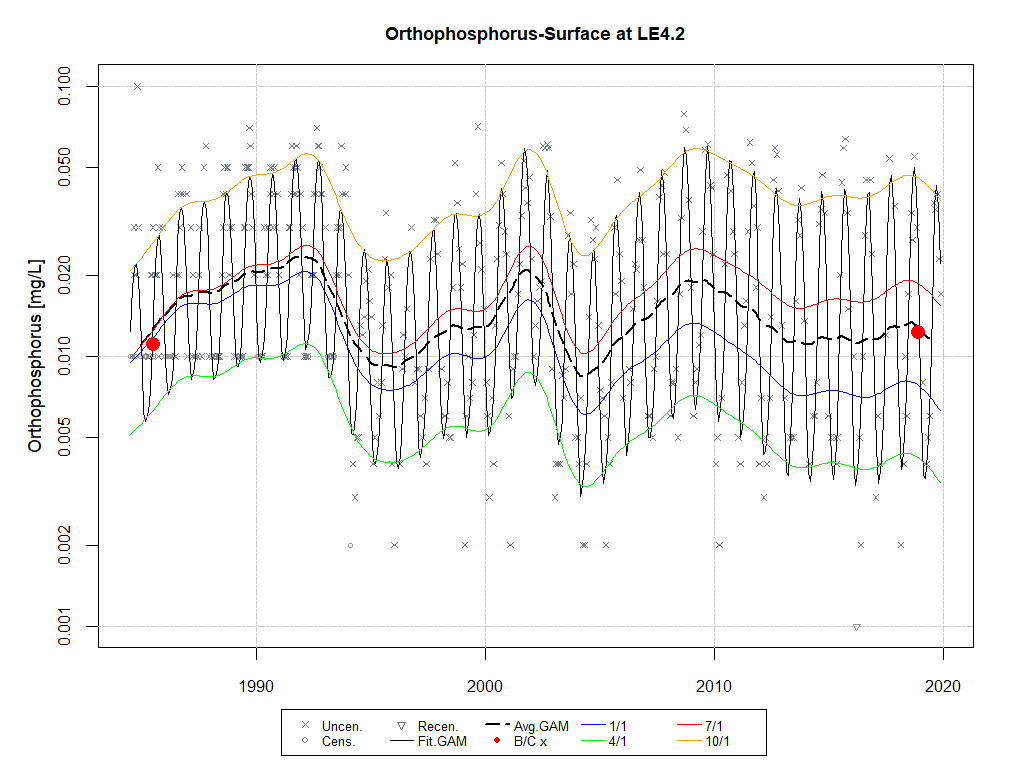 Orthophosphorus-Surface at LE4.2
Orthophosphorus [mg/L]
0.100
0.050
0.020
0.010
0.005
0.002
0.001
1990 2000 2010 2020
Uncen. Recen. Avg.GAM 1/1 7/1
Cens. Fit.GAM B/C x 4/1 10/1